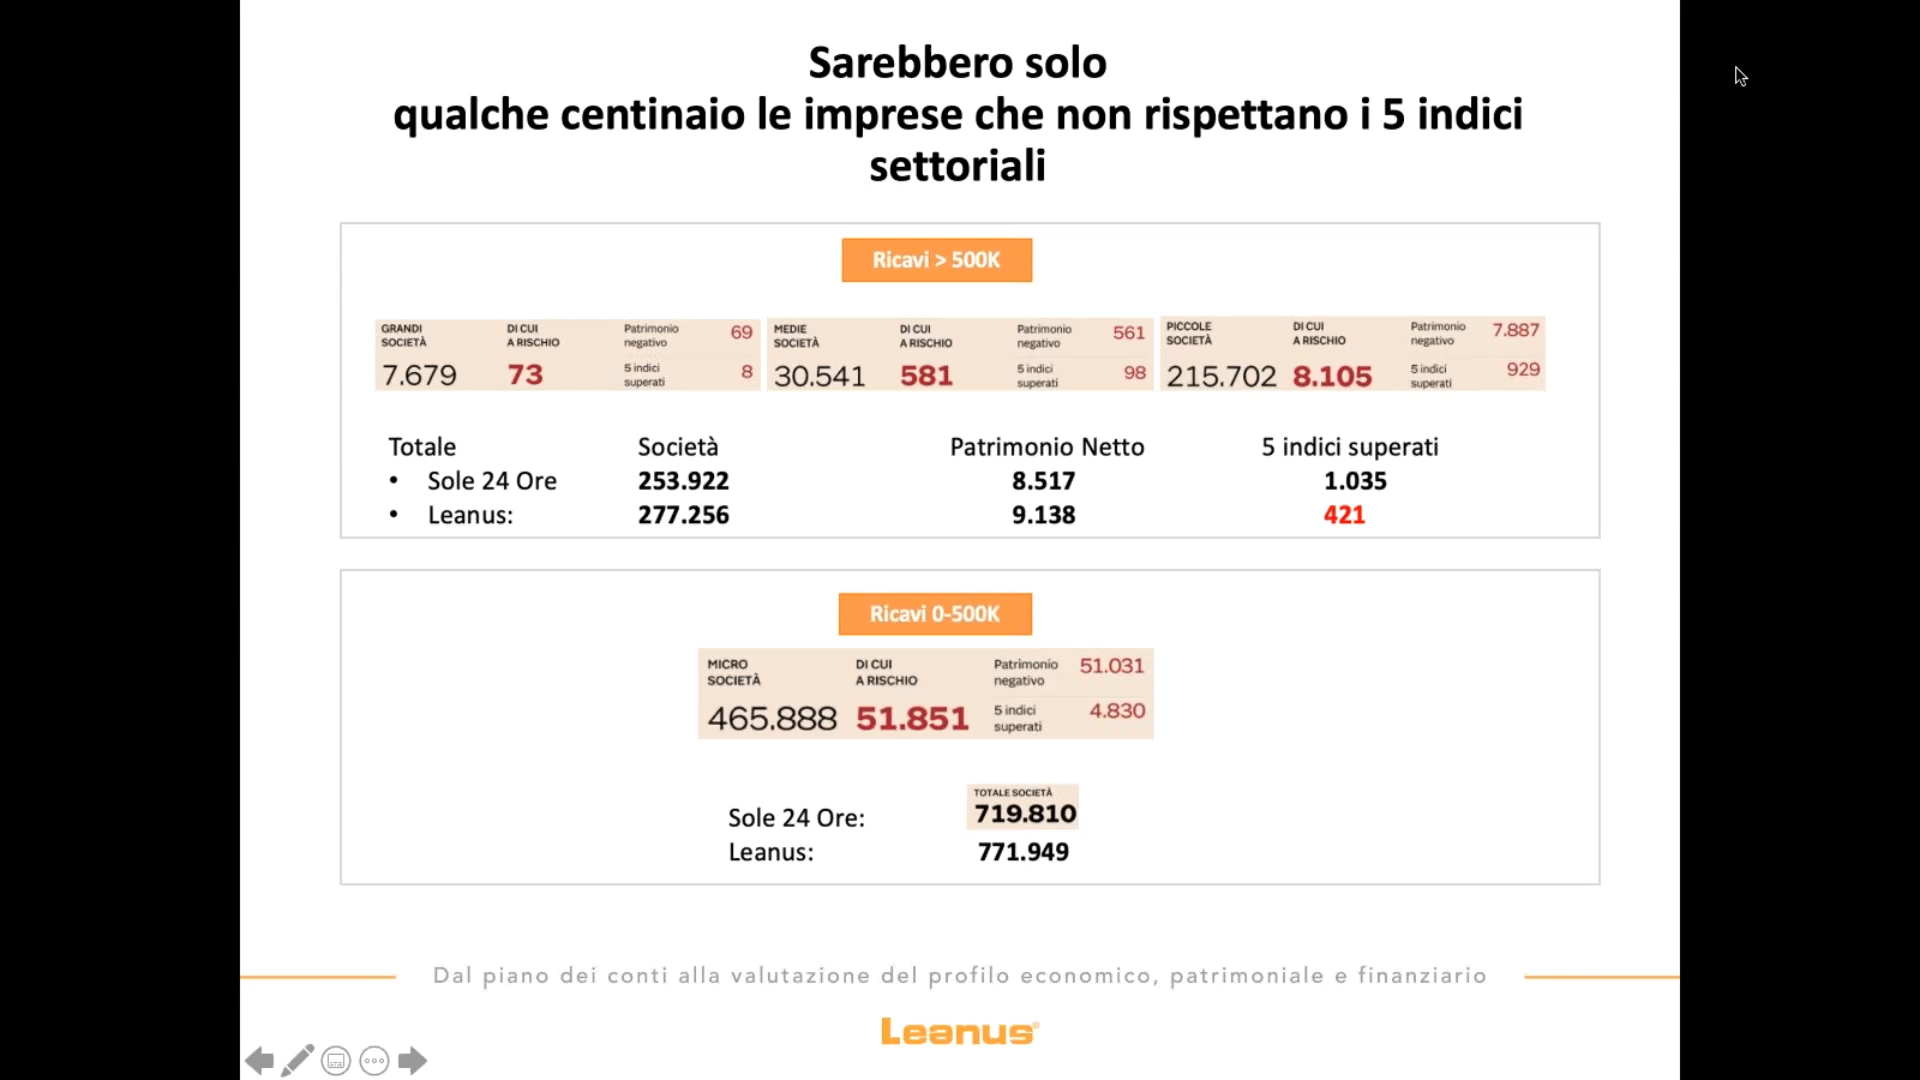 Sarebbero solo
qualche centinaio le imprese che non rispettano i 5 indici
settoriali
Ricavi > 500K
GRANDI SOCIETÀ
7.679
DI CUI A RISCHIO
73
Patrimonio negativo 69
5 indici superati 8
MEDIE SOCIETÀ
30.541
DI CUI A RISCHIO
581
Patrimonio negativo 561
5 indici superati 98
PICCOLE SOCIETÀ
215.702
DI CUI A RISCHIO
8.105
Patrimonio negativo 7.887
5 indici superati 929
Totale Società Patrimonio Netto 5 indici superati
• Sole 24 Ore 253.922 8.517 1.035
• Leanus: 277.256 9.138 421
Ricavi 0-500K
MICRO SOCIETÀ
465.888
DI CUI A RISCHIO
51.851
Patrimonio negativo 51.031
5 indici superati 4.830
TOTALE SOCIETÀ
Sole 24 Ore: 719.810
Leanus: 771.949
Dal piano dei conti alla valutazione del profilo economico, patrimoniale e finanziario
Leanus®